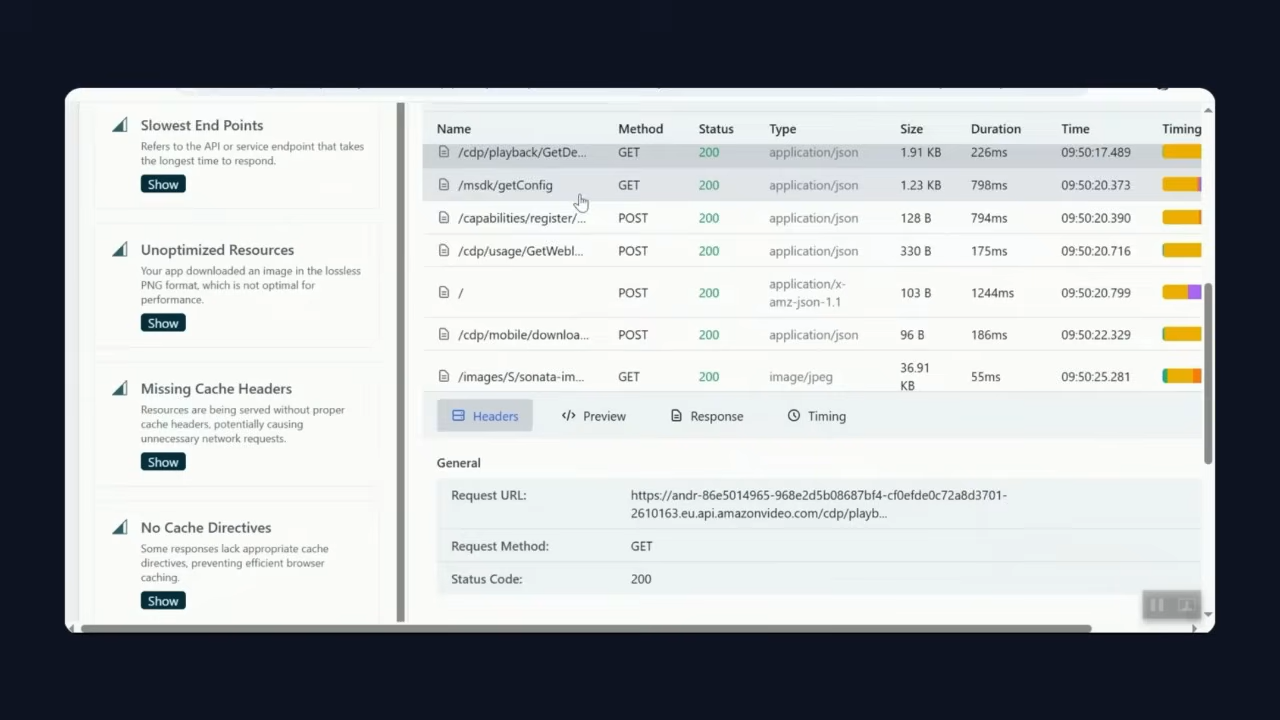 Slowest End Points
Refers to the API or service endpoint that takes
the longest time to respond.
Show
Unoptimized Resources
Your app downloaded an image in the lossless
PNG format, which is not optimal for
performance.
Show
Missing Cache Headers
Resources are being served without proper
cache headers, potentially causing
unnecessary network requests.
Show
No Cache Directives
Some responses lack appropriate cache
directives, preventing efficient browser
caching.
Show
Name Method Status Type Size Duration Time Timing
/cdp/playback/GetDe... GET 200 application/json 1.91 KB 226ms 09:50:17.489
/msdk/getConfig GET 200 application/json 1.23 KB 798ms 09:50:20.373
/capabilities/register/... POST 200 application/json 128 B 794ms 09:50:20.390
/cdp/usage/GetWebl... POST 200 application/json 330 B 175ms 09:50:20.716
/ POST 200 application/x-
amz-json-1.1 103 B 1244ms 09:50:20.799
/cdp/mobile/downloa... POST 200 application/json 96 B 186ms 09:50:22.329
/images/S/sonata-im... GET 200 image/jpeg 36.91
KB 55ms 09:50:25.281
Headers Preview Response Timing
General
Request URL: https://andr-86e5014965-968e2d5b08687bf4-cf0efde0c72a8d3701-
2610163.eu.api.amazonvideo.com/cdp/playb...
Request Method: GET
Status Code: 200